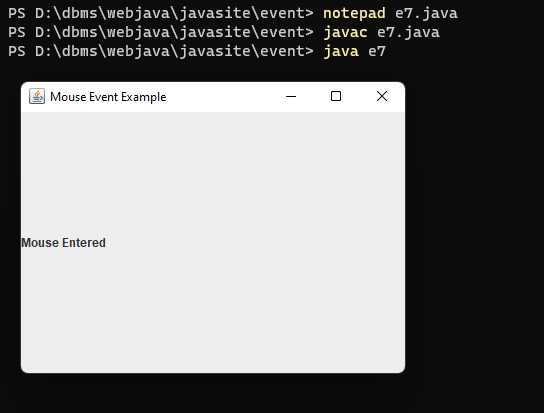 PS D:\dbms\webjava\javasite\event> notepad e7.java
PS D:\dbms\webjava\javasite\event> javac e7.java
PS D:\dbms\webjava\javasite\event> java e7
Mouse Event Example
Mouse Entered